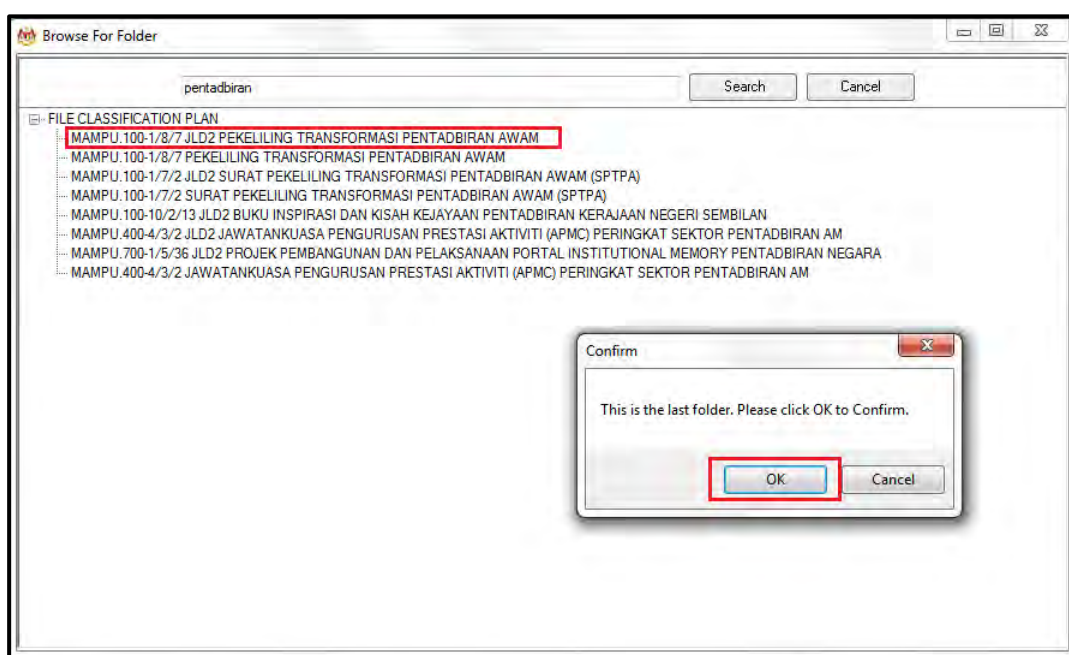 Browse For Folder
pentadbiran Search Cancel
FILE CLASSIFICATION PLAN
MAMPU.100-1/8/7 JLD2 PEKELILING TRANSFORMASI PENTADBIRAN AWAM
MAMPU.100-1/8/7 PEKELILING TRANSFORMASI PENTADBIRAN AWAM
MAMPU.100-1/7/2 JLD2 SURAT PEKELILING TRANSFORMASI PENTADBIRAN AWAM (SPTPA)
MAMPU.100-1/7/2 SURAT PEKELILING TRANSFORMASI PENTADBIRAN AWAM (SPTPA)
MAMPU.100-10/2/13 JLD2 BUKU INSPIRASI DAN KISAH KEJAYAAN PENTADBIRAN KERAJAAN NEGERI SEMBILAN
MAMPU.400-4/3/2 JLD2 JAWATANKUASA PENGURUSAN PRESTASI AKTIVITI (APMC) PERINGKAT SEKTOR PENTADBIRAN AM
MAMPU.700-1/5/36 JLD2 PROJEK PEMBANGUNAN DAN PELAKSANAAN PORTAL INSTITUTIONAL MEMORY PENTADBIRAN NEGARA
MAMPU.400-4/3/2 JAWATANKUASA PENGURUSAN PRESTASI AKTIVITI (APMC) PERINGKAT SEKTOR PENTADBIRAN AM
Confirm
This is the last folder. Please click OK to Confirm.
OK Cancel